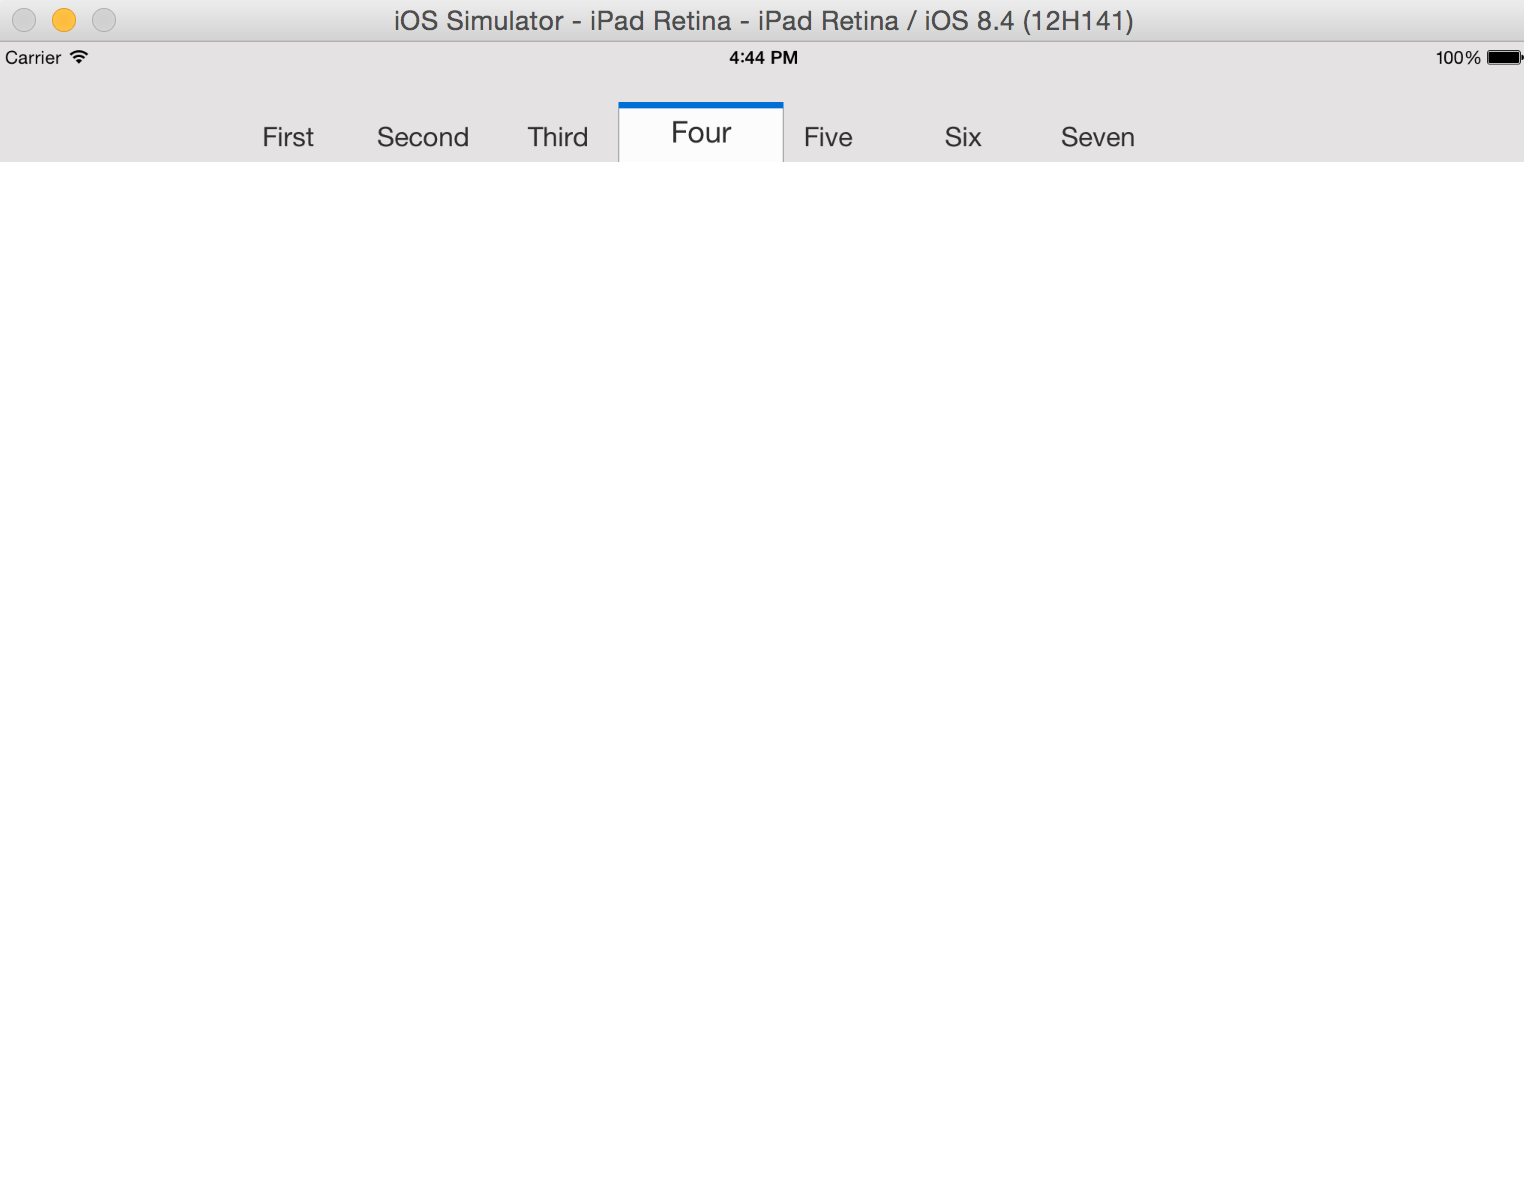 iOS Simulator - iPad Retina - iPad Retina / iOS 8.4 (12H141)
Carrier 4:44 PM 100%
First Second Third Four Five Six Seven